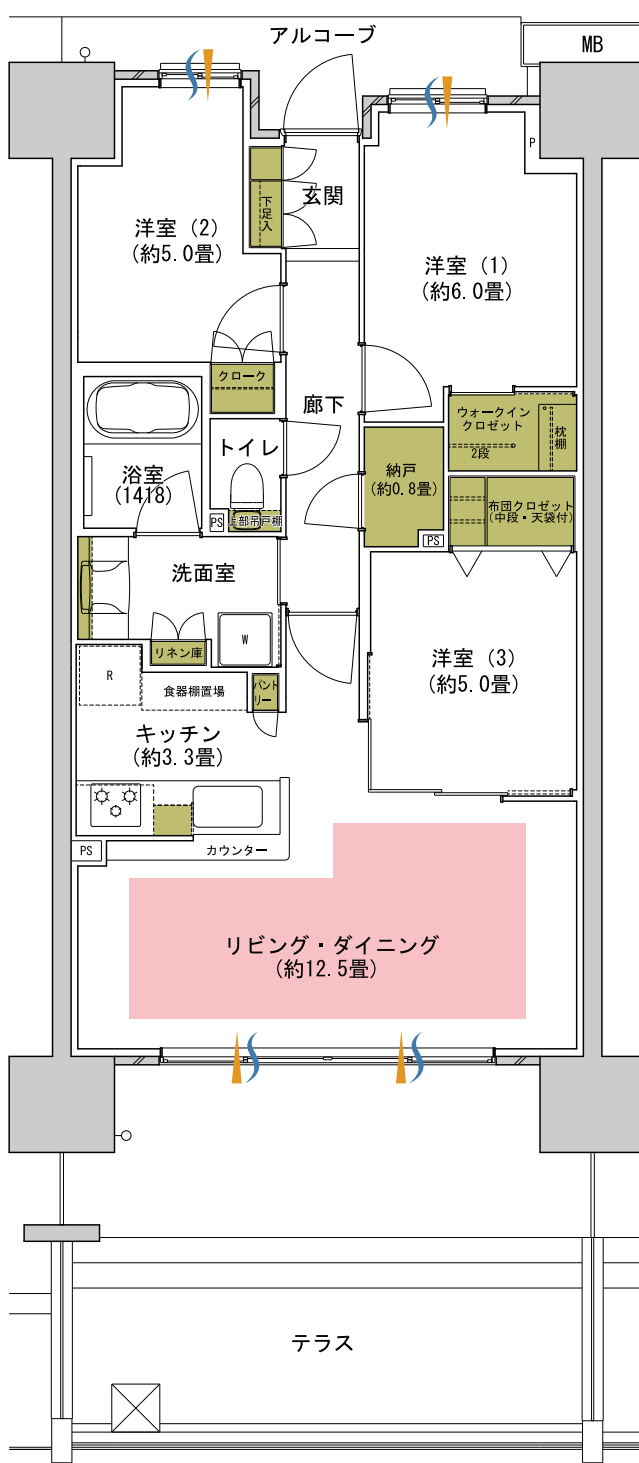 アルコーブ
MB
P
玄関
下足入
洋室（2）
（約5.0畳）
洋室（1）
（約6.0畳）
クローク
廊下
ウォークイン
クロゼット
2段
枕棚
トイレ
浴室
（1418）
納戸
（約0.8畳）
布団クロゼット
（中段・天袋付）
PS
上部吊戸棚
PS
洗面室
W
リネン庫
洋室（3）
（約5.0畳）
R
食器棚置場
パント
リー
キッチン
（約3.3畳）
PS
カウンター
リビング・ダイニング
（約12.5畳）
テラス